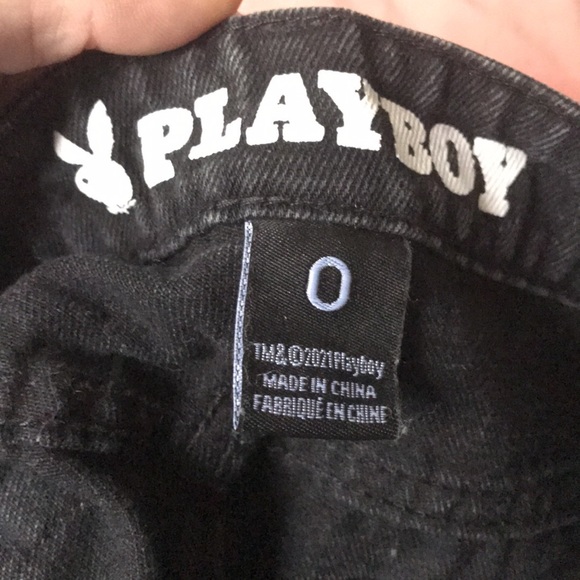 PLAYBOY
0
TM&©2021Playboy
MADE IN CHINA
FABRIQUÉ EN CHINE